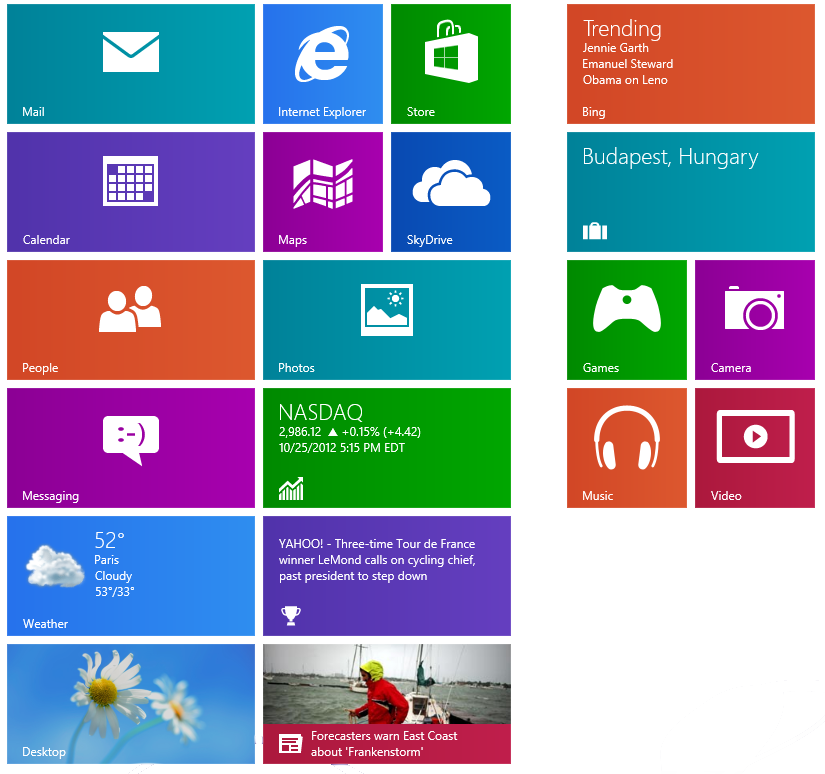 Mail
Internet Explorer
Store
Calendar
Maps
SkyDrive
People
Photos
Messaging
:-)
NASDAQ
2,986.12 ▲ +0.15% (+4.42)
10/25/2012 5:15 PM EDT
52°
Paris
Cloudy
53°/33°
Weather
YAHOO! - Three-time Tour de France
winner LeMond calls on cycling chief,
past president to step down
Desktop
Forecasters warn East Coast
about 'Frankenstorm'
Trending
Jennie Garth
Emanuel Steward
Obama on Leno
Bing
Budapest, Hungary
Games
Camera
Music
Video